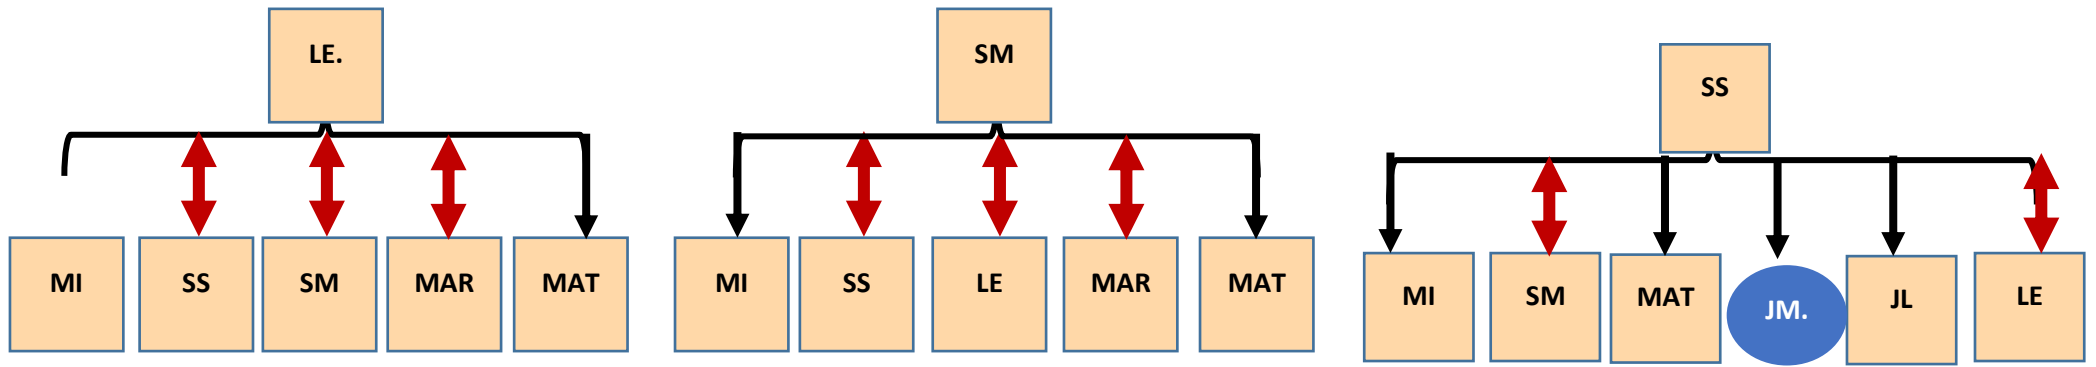 LE.
SM
SS
MI SS SM MAR MAT
MI SS LE MAR MAT
MI SM MAT JM. JL LE